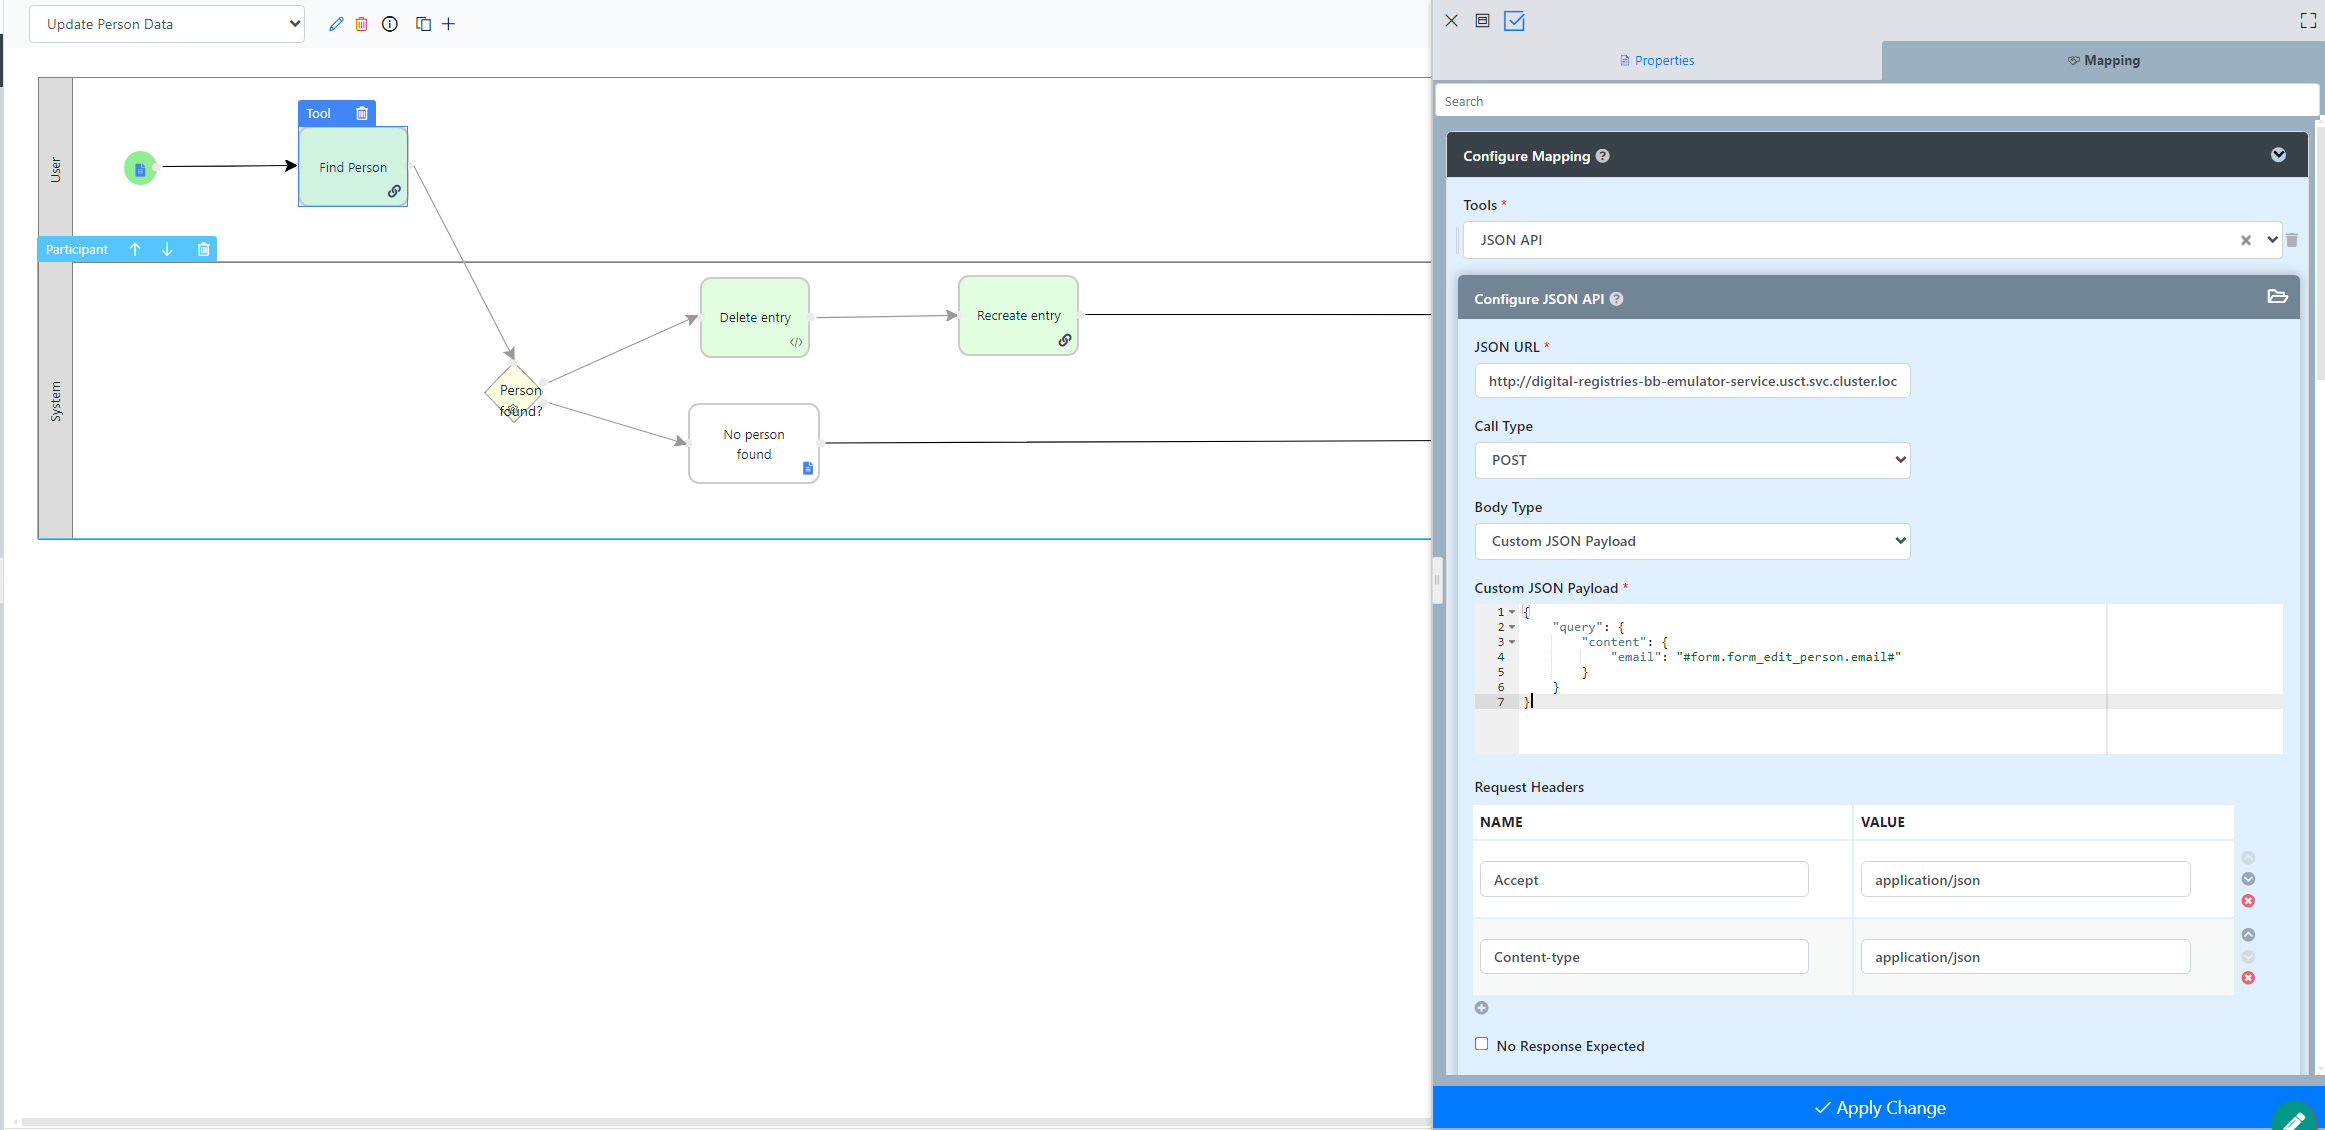 Update Person Data
User
Tool
Find Person
Participant
System
Person
found?
Delete entry
</>
Recreate entry
No person
found
Properties
Mapping
Search
Configure Mapping ?
Tools *
JSON API
Configure JSON API ?
JSON URL *
http://digital-registries-bb-emulator-service.usct.svc.cluster.loc
Call Type
POST
Body Type
Custom JSON Payload
Custom JSON Payload *
1 {
2 "query": {
3 "content": {
4 "email": "#form.form_edit_person.email#"
5 }
6 }
7 }
Request Headers
NAME VALUE
Accept application/json
Content-type application/json
No Response Expected
Apply Change